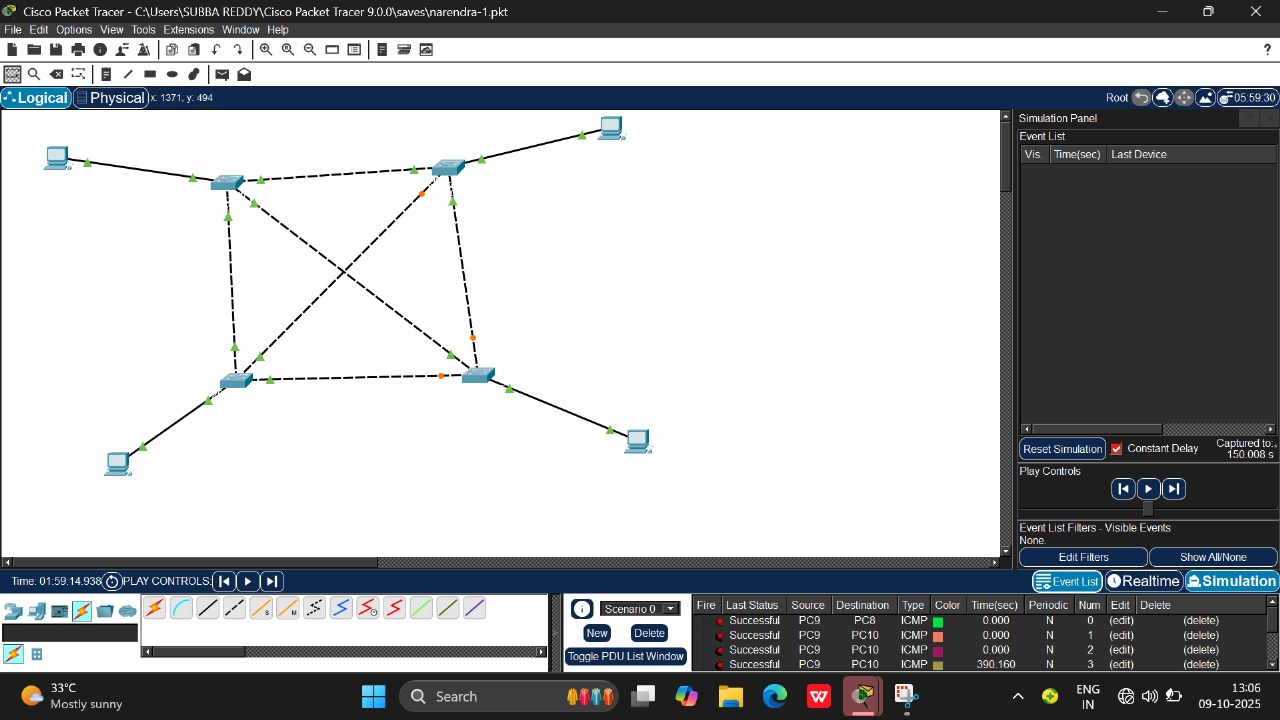 Cisco Packet Tracer - C:\Users\SUBBA REDDY\Cisco Packet Tracer 9.0.0\saves\narendra-1.pkt
File Edit Options View Tools Extensions Window Help
?
Logical Physical x: 1371, y: 494 Root 05:59:30
Simulation Panel
Event List
Vis. Time(sec) Last Device
Reset Simulation Constant Delay Captured to:
150.008 s
Play Controls
Event List Filters - Visible Events
None.
Edit Filters Show All/None
Time: 01:59:14.938 PLAY CONTROLS: Event List Realtime Simulation
Scenario 0
New Delete
Toggle PDU List Window
Fire Last Status Source Destination Type Color Time(sec) Periodic Num Edit Delete
Successful PC9 PC8 ICMP 0.000 N 0 (edit) (delete)
Successful PC9 PC10 ICMP 0.000 N 1 (edit) (delete)
Successful PC9 PC10 ICMP 0.000 N 2 (edit) (delete)
Successful PC9 PC10 ICMP 390.160 N 3 (edit) (delete)
33°C
Mostly sunny
Search
ENG
IN
13:06
09-10-2025